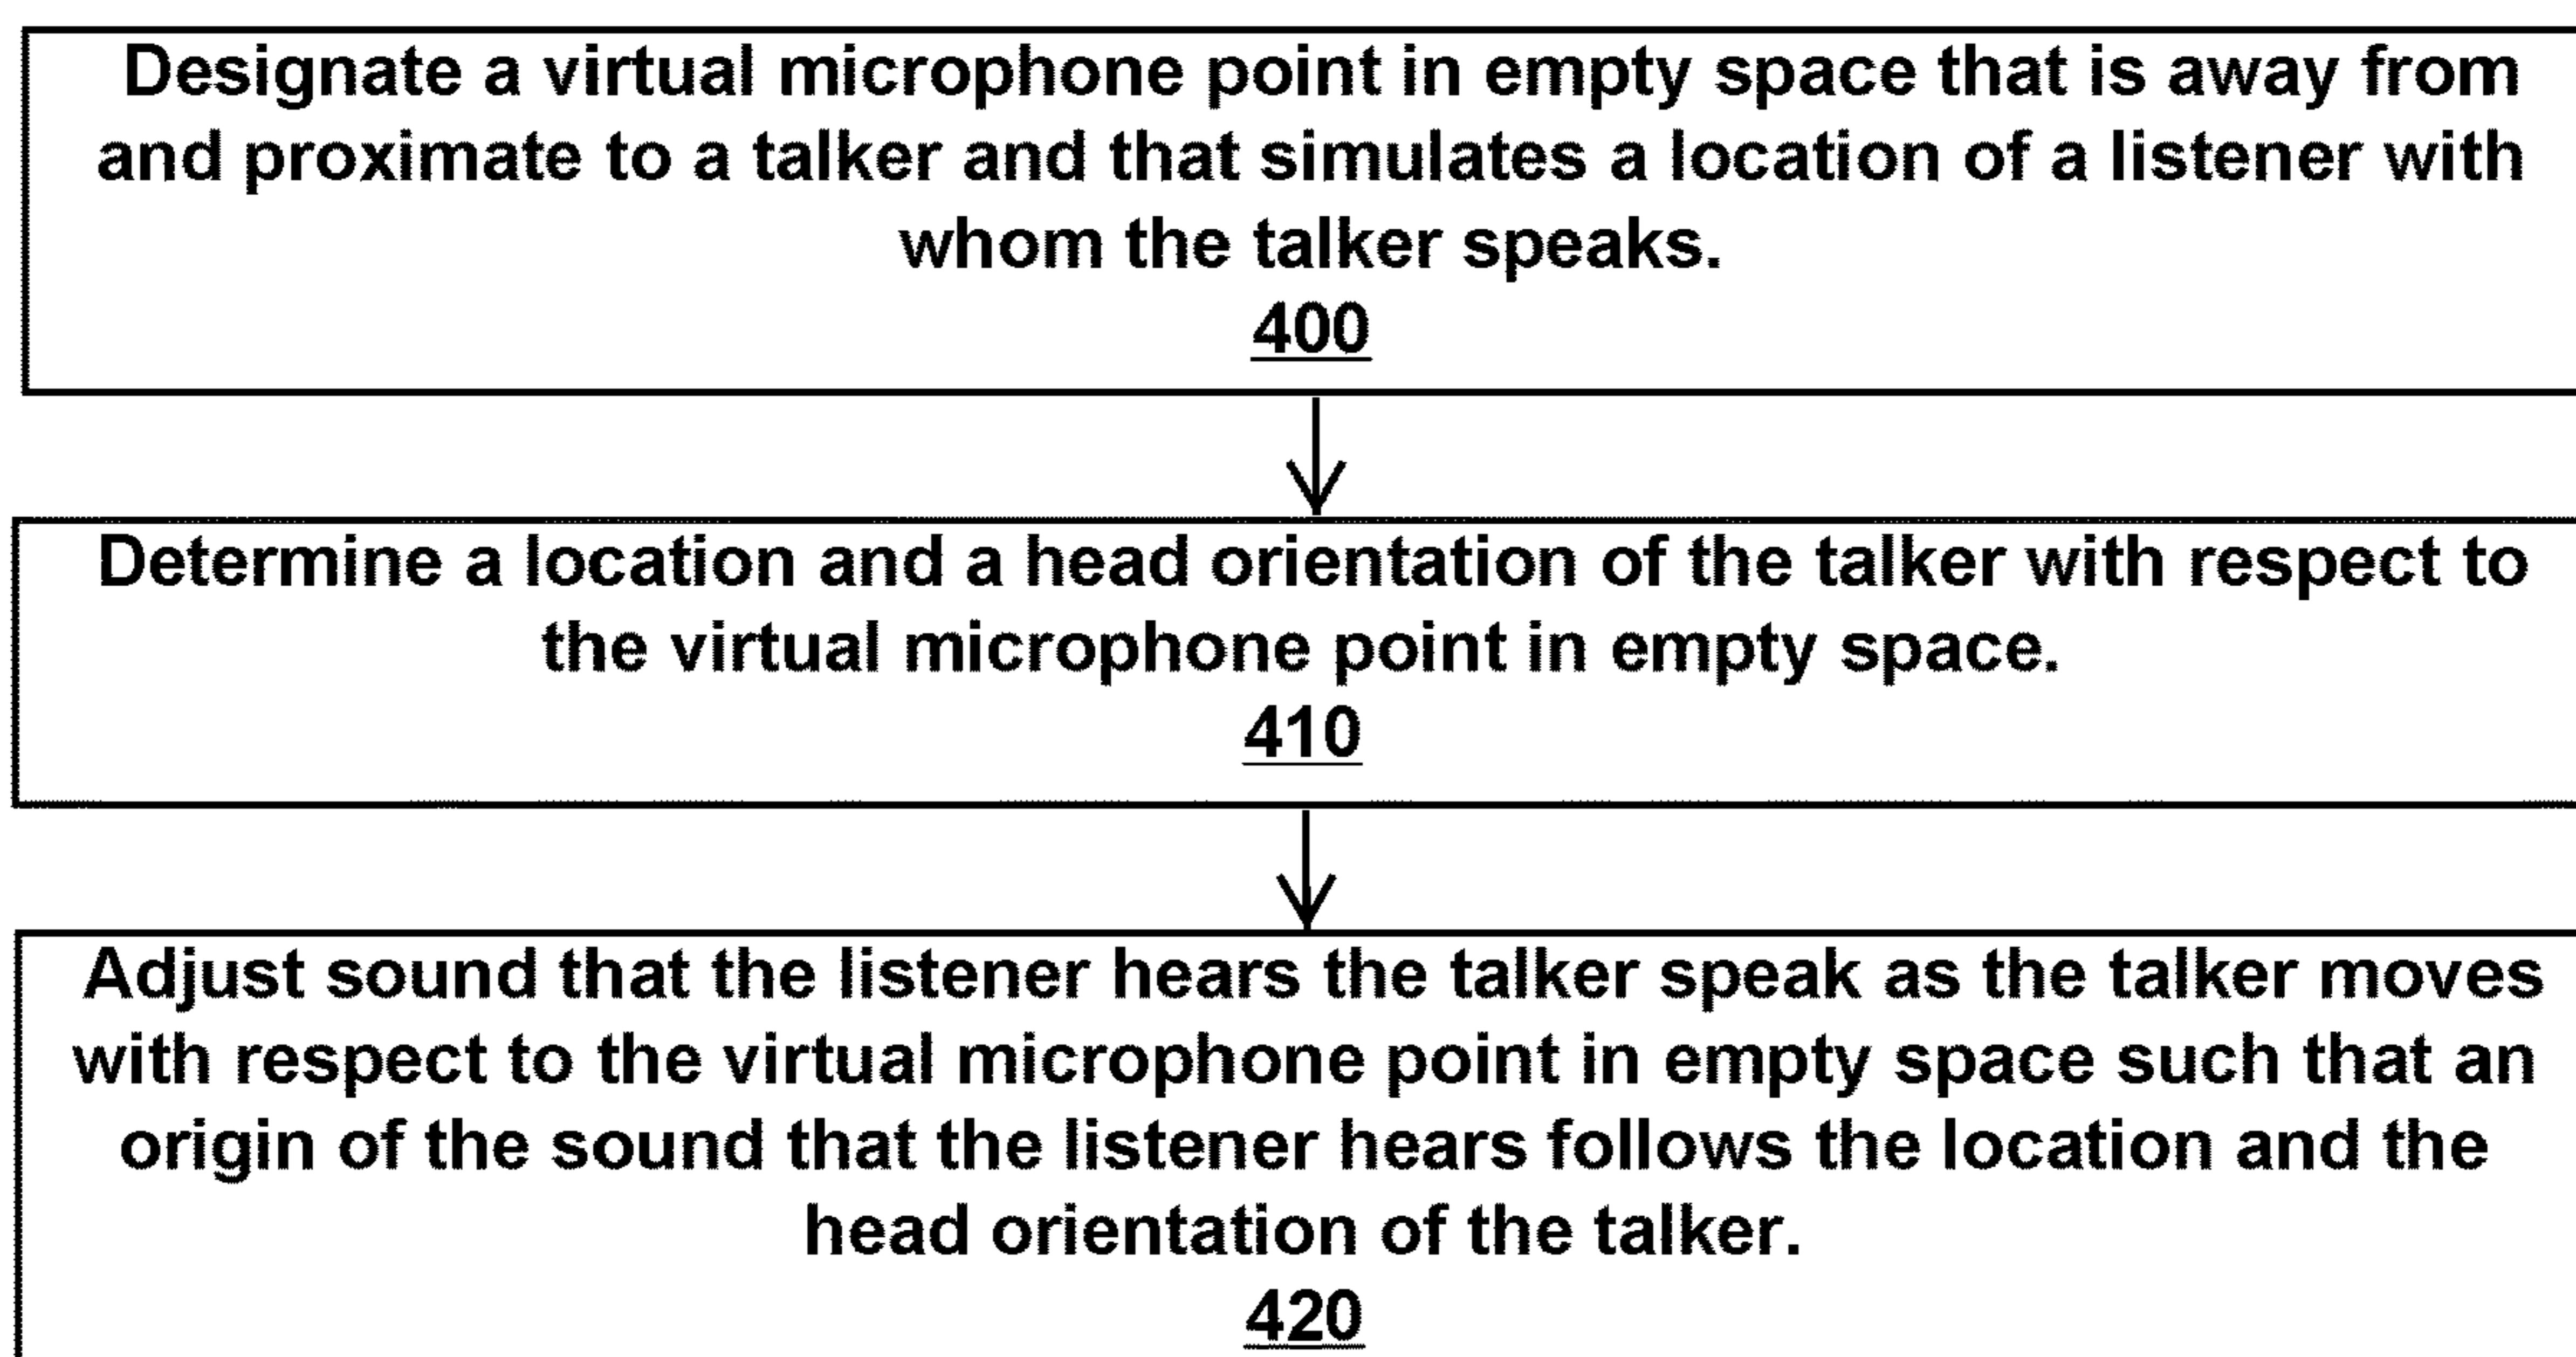 Designate a virtual microphone point in empty space that is away from
and proximate to a talker and that simulates a location of a listener with
whom the talker speaks.
400
Determine a location and a head orientation of the talker with respect to
the virtual microphone point in empty space.
410
Adjust sound that the listener hears the talker speak as the talker moves
with respect to the virtual microphone point in empty space such that an
origin of the sound that the listener hears follows the location and the
head orientation of the talker.
420